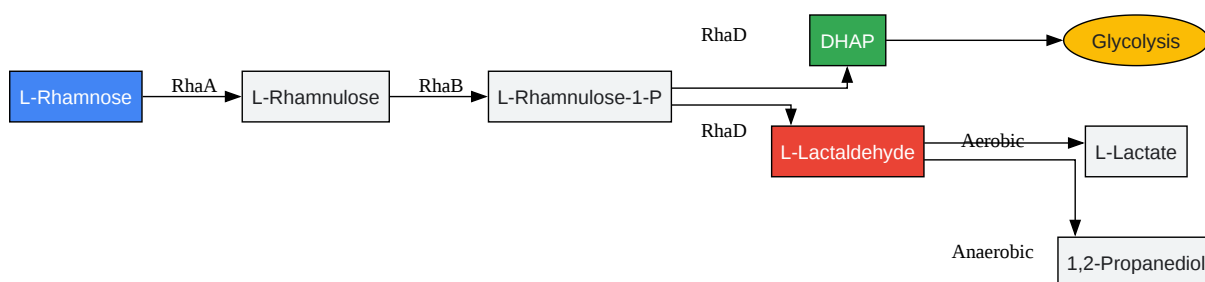 RhaD
DHAP
Glycolysis
L-Rhamnose
RhaA
L-Rhamnulose
RhaB
L-Rhamnulose-1-P
RhaD
L-Lactaldehyde
Aerobic
L-Lactate
Anaerobic
1,2-Propanediol